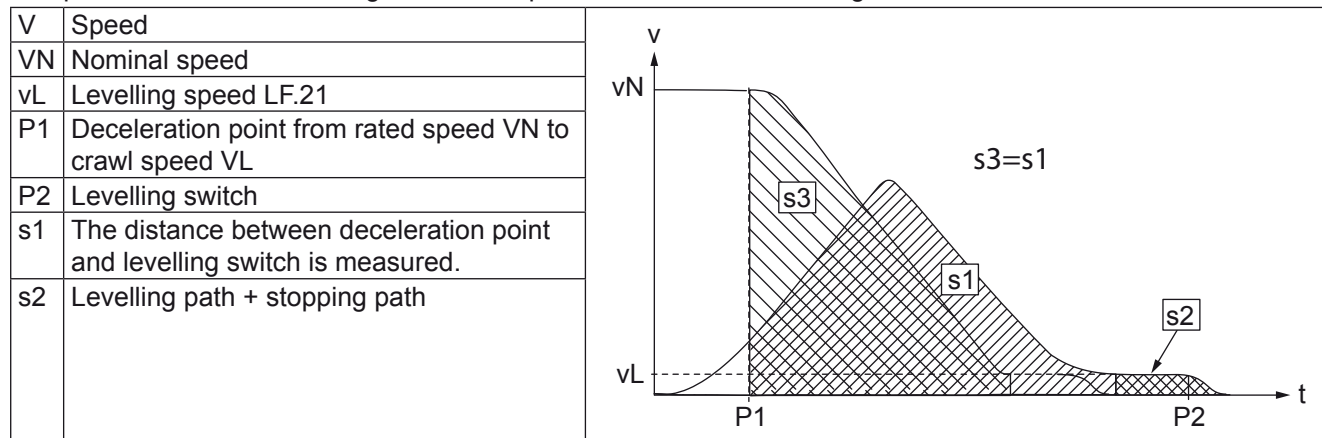 V Speed
VN Nominal speed
vL Levelling speed LF.21
P1 Deceleration point from rated speed VN to
crawl speed VL
P2 Levelling switch
s1 The distance between deceleration point
and levelling switch is measured.
s2 Levelling path + stopping path
v
vN
s3=s1
s3
s1
s2
vL
t
P1 P2